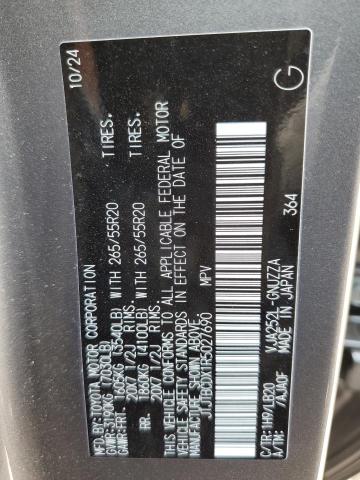 MFD.BY:TOYOTA MOTOR CORPORATION 10/24
GVWR:3190KG (7030LB)
GAWR:FRT. 1605KG (3540LB) WITH 265/55R20 TIRES.
20X7 1/2J RIMS.
RR. 1860KG (4100LB) WITH 265/55R20 TIRES.
20X7 1/2J RIMS.
THIS VEHICLE CONFORMS TO ALL APPLICABLE FEDERAL MOTOR
VEHICLE SAFETY STANDARDS IN EFFECT ON THE DATE OF
MANUFACTURE SHOWN ABOVE.
MPV
G
C/TR:1H9/LB20 VJA252L-GNUZZA 364
A/TM: /AJA0F MADE IN JAPAN